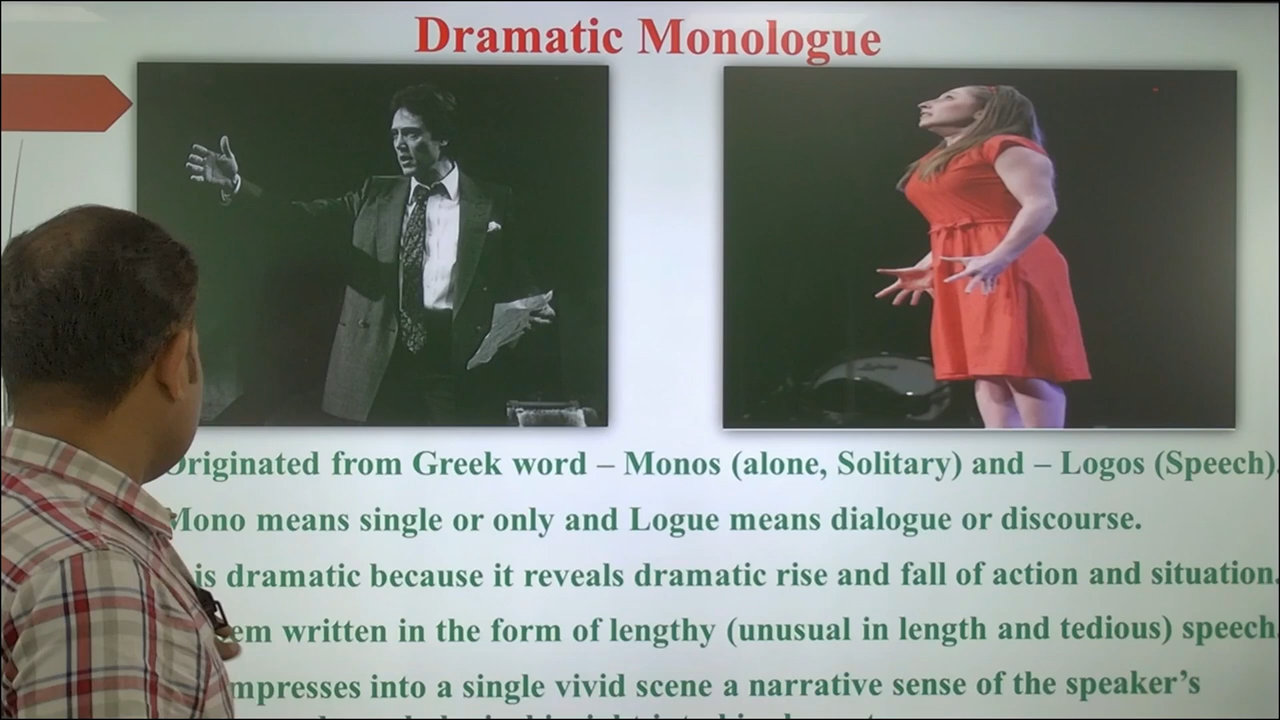 Dramatic Monologue
Originated from Greek word – Monos (alone, Solitary) and – Logos (Speech)
Mono means single or only and Logue means dialogue or discourse.
is dramatic because it reveals dramatic rise and fall of action and situation.
written in the form of lengthy (unusual in length and tedious) speech
into a single vivid scene a narrative sense of the speaker's